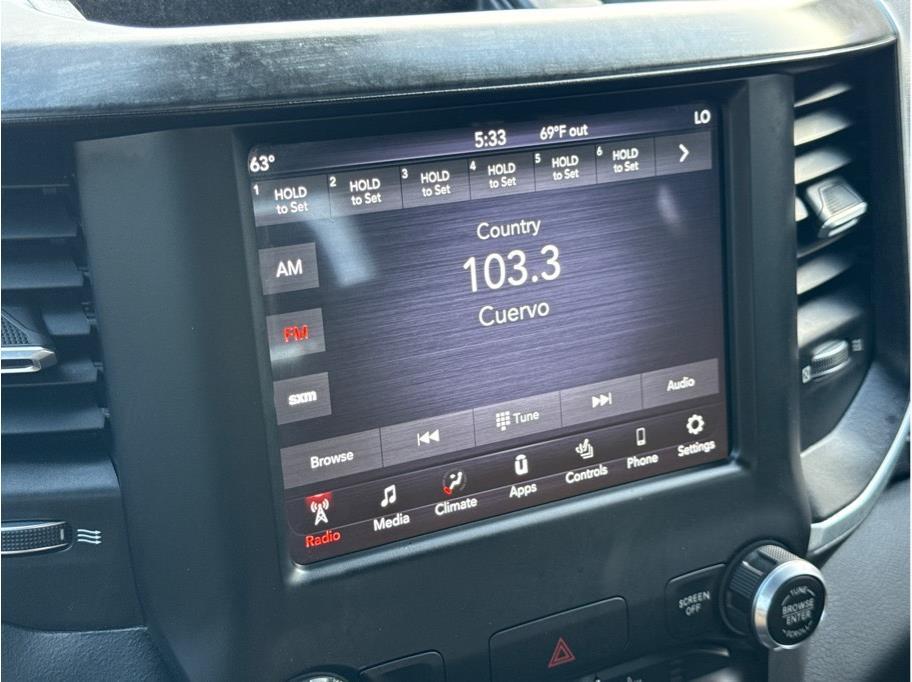 63° 5:33 69°F out LO
1 HOLD 2 HOLD 3 HOLD 4 HOLD 5 HOLD 6 HOLD
to Set to Set to Set to Set to Set to Set
Country
AM 103.3
Cuervo
FM
sxm
Browse Tune Audio
Radio Media Climate Apps Controls Phone Settings
SCREEN
OFF
TUNE
BROWSE
ENTER
SCROLL